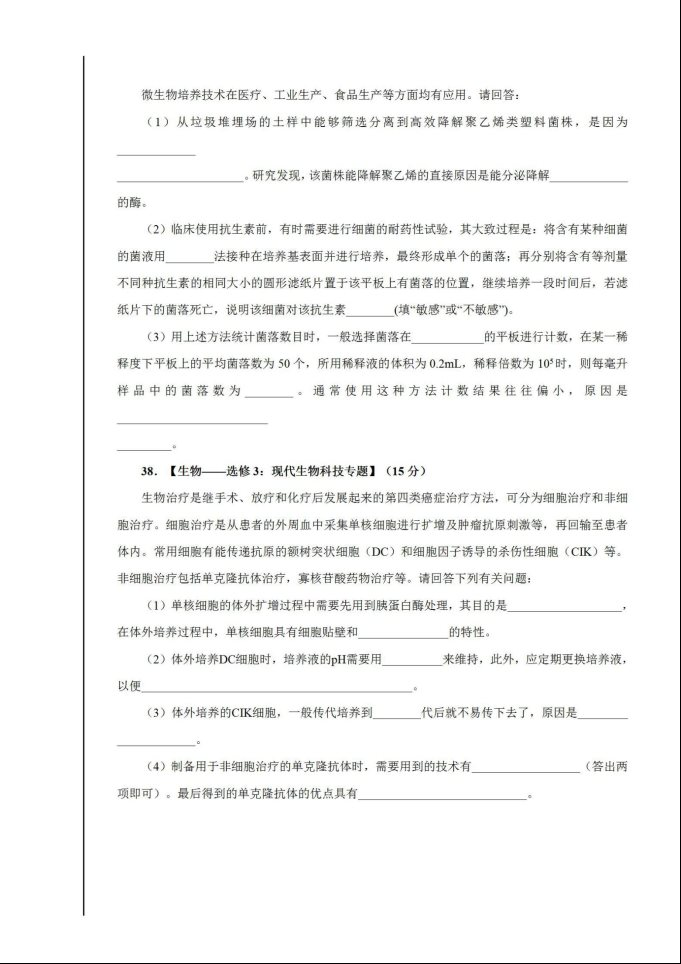 微生物培养技术在医疗、工业生产、食品生产等方面均有应用。请回答：
（1）从垃圾堆埋场的土样中能够筛选分离到高效降解聚乙烯类塑料菌株，是因为
_____________
_____________________。研究发现，该菌株能降解聚乙烯的直接原因是能分泌降解_____________
的酶。
（2）临床使用抗生素前，有时需要进行细菌的耐药性试验，其大致过程是：将含有某种细菌
的菌液用________法接种在培养基表面并进行培养，最终形成单个的菌落；再分别将含有等剂量
不同种抗生素的相同大小的圆形滤纸片置于该平板上有菌落的位置，继续培养一段时间后，若滤
纸片下的菌落死亡，说明该细菌对该抗生素________(填“敏感”或“不敏感”)。
（3）用上述方法统计菌落数目时，一般选择菌落在____________的平板进行计数，在某一稀
释度下平板上的平均菌落数为 50 个，所用稀释液的体积为 0.2mL，稀释倍数为 10⁵ 时，则每毫升
样品中的菌落数为________。通常使用这种方法计数结果往往偏小，原因是
_________________________
_________。
38．【生物——选修 3：现代生物科技专题】（15 分）
生物治疗是继手术、放疗和化疗后发展起来的第四类癌症治疗方法，可分为细胞治疗和非细
胞治疗。细胞治疗是从患者的外周血中采集单核细胞进行扩增及肿瘤抗原刺激等，再回输至患者
体内。常用细胞有能传递抗原的额树突状细胞（DC）和细胞因子诱导的杀伤性细胞（CIK）等。
非细胞治疗包括单克隆抗体治疗，寡核苷酸药物治疗等。请回答下列有关问题：
（1）单核细胞的体外扩增过程中需要先用到胰蛋白酶处理，其目的是___________________，
在体外培养过程中，单核细胞具有细胞贴壁和_______________的特性。
（2）体外培养DC细胞时，培养液的pH需要用__________来维持，此外，应定期更换培养液，
以便_____________________________________________。
（3）体外培养的CIK细胞，一般传代培养到________代后就不易传下去了，原因是________
_____________。
（4）制备用于非细胞治疗的单克隆抗体时，需要用到的技术有__________________（答出两
项即可）。最后得到的单克隆抗体的优点具有____________________________。